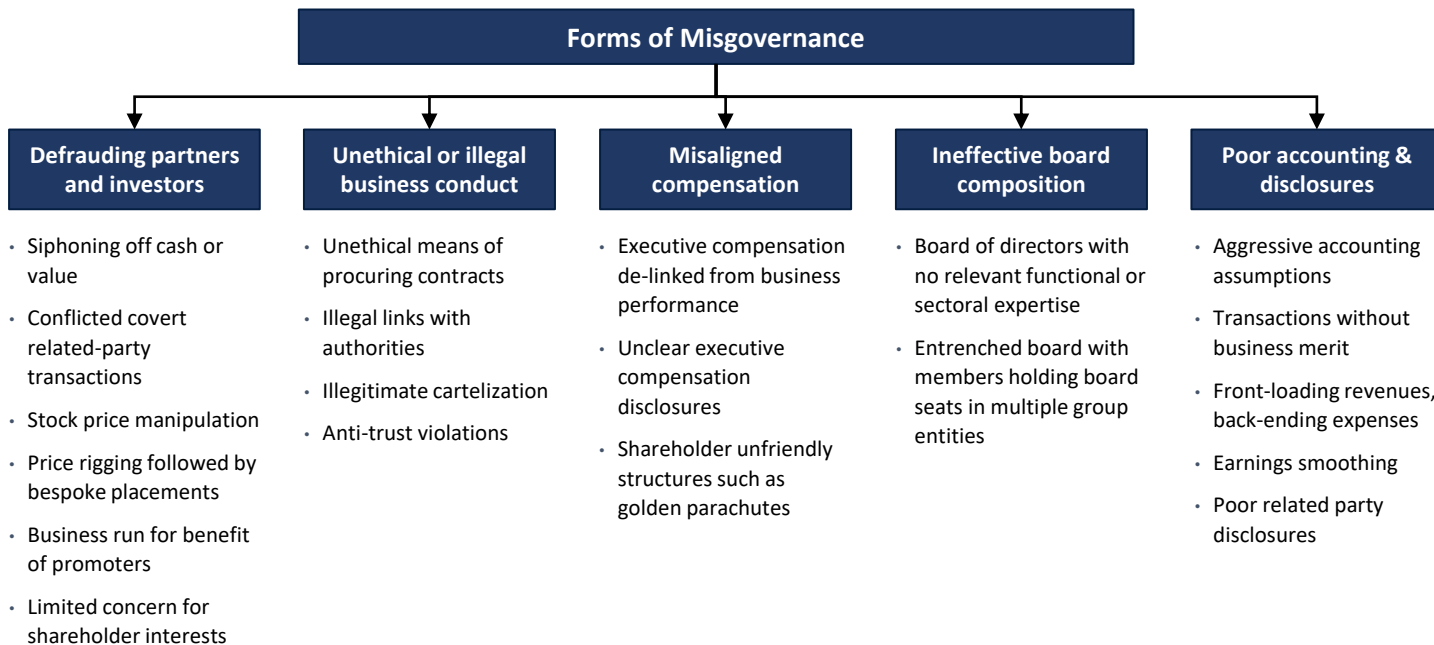 Forms of Misgovernance
Defrauding partners
and investors
• Siphoning off cash or
value
• Conflicted covert
related-party
transactions
• Stock price manipulation
• Price rigging followed by
bespoke placements
• Business run for benefit
of promoters
• Limited concern for
shareholder interests
Unethical or illegal
business conduct
• Unethical means of
procuring contracts
• Illegal links with
authorities
• Illegitimate cartelization
• Anti-trust violations
Misaligned
compensation
• Executive compensation
de-linked from business
performance
• Unclear executive
compensation
disclosures
• Shareholder unfriendly
structures such as
golden parachutes
Ineffective board
composition
• Board of directors with
no relevant functional or
sectoral expertise
• Entrenched board with
members holding board
seats in multiple group
entities
Poor accounting &
disclosures
• Aggressive accounting
assumptions
• Transactions without
business merit
• Front-loading revenues,
back-ending expenses
• Earnings smoothing
• Poor related party
disclosures